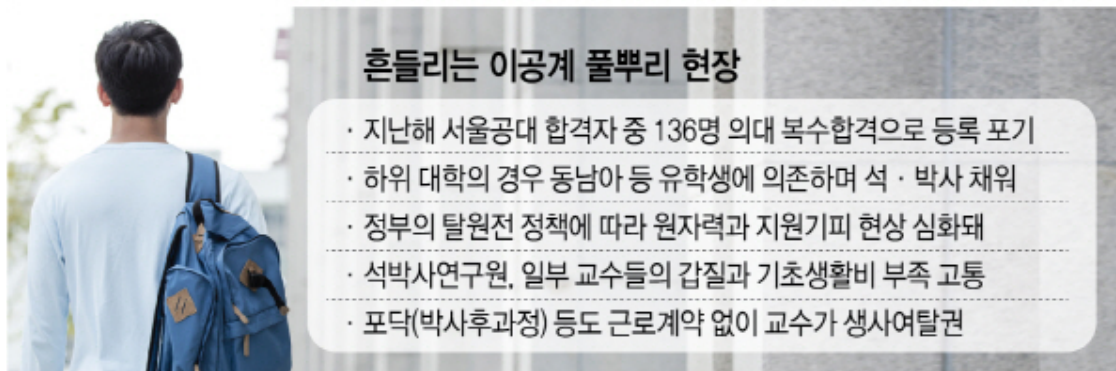 흔들리는 이공계 풀뿌리 현장
· 지난해 서울공대 합격자 중 136명 의대 복수합격으로 등록 포기
· 하위 대학의 경우 동남아 등 유학생에 의존하며 석 · 박사 채워
· 정부의 탈원전 정책에 따라 원자력과 지원기피 현상 심화돼
· 석박사연구원, 일부 교수들의 갑질과 기초생활비 부족 고통
· 포닥(박사후과정) 등도 근로계약 없이 교수가 생사여탈권